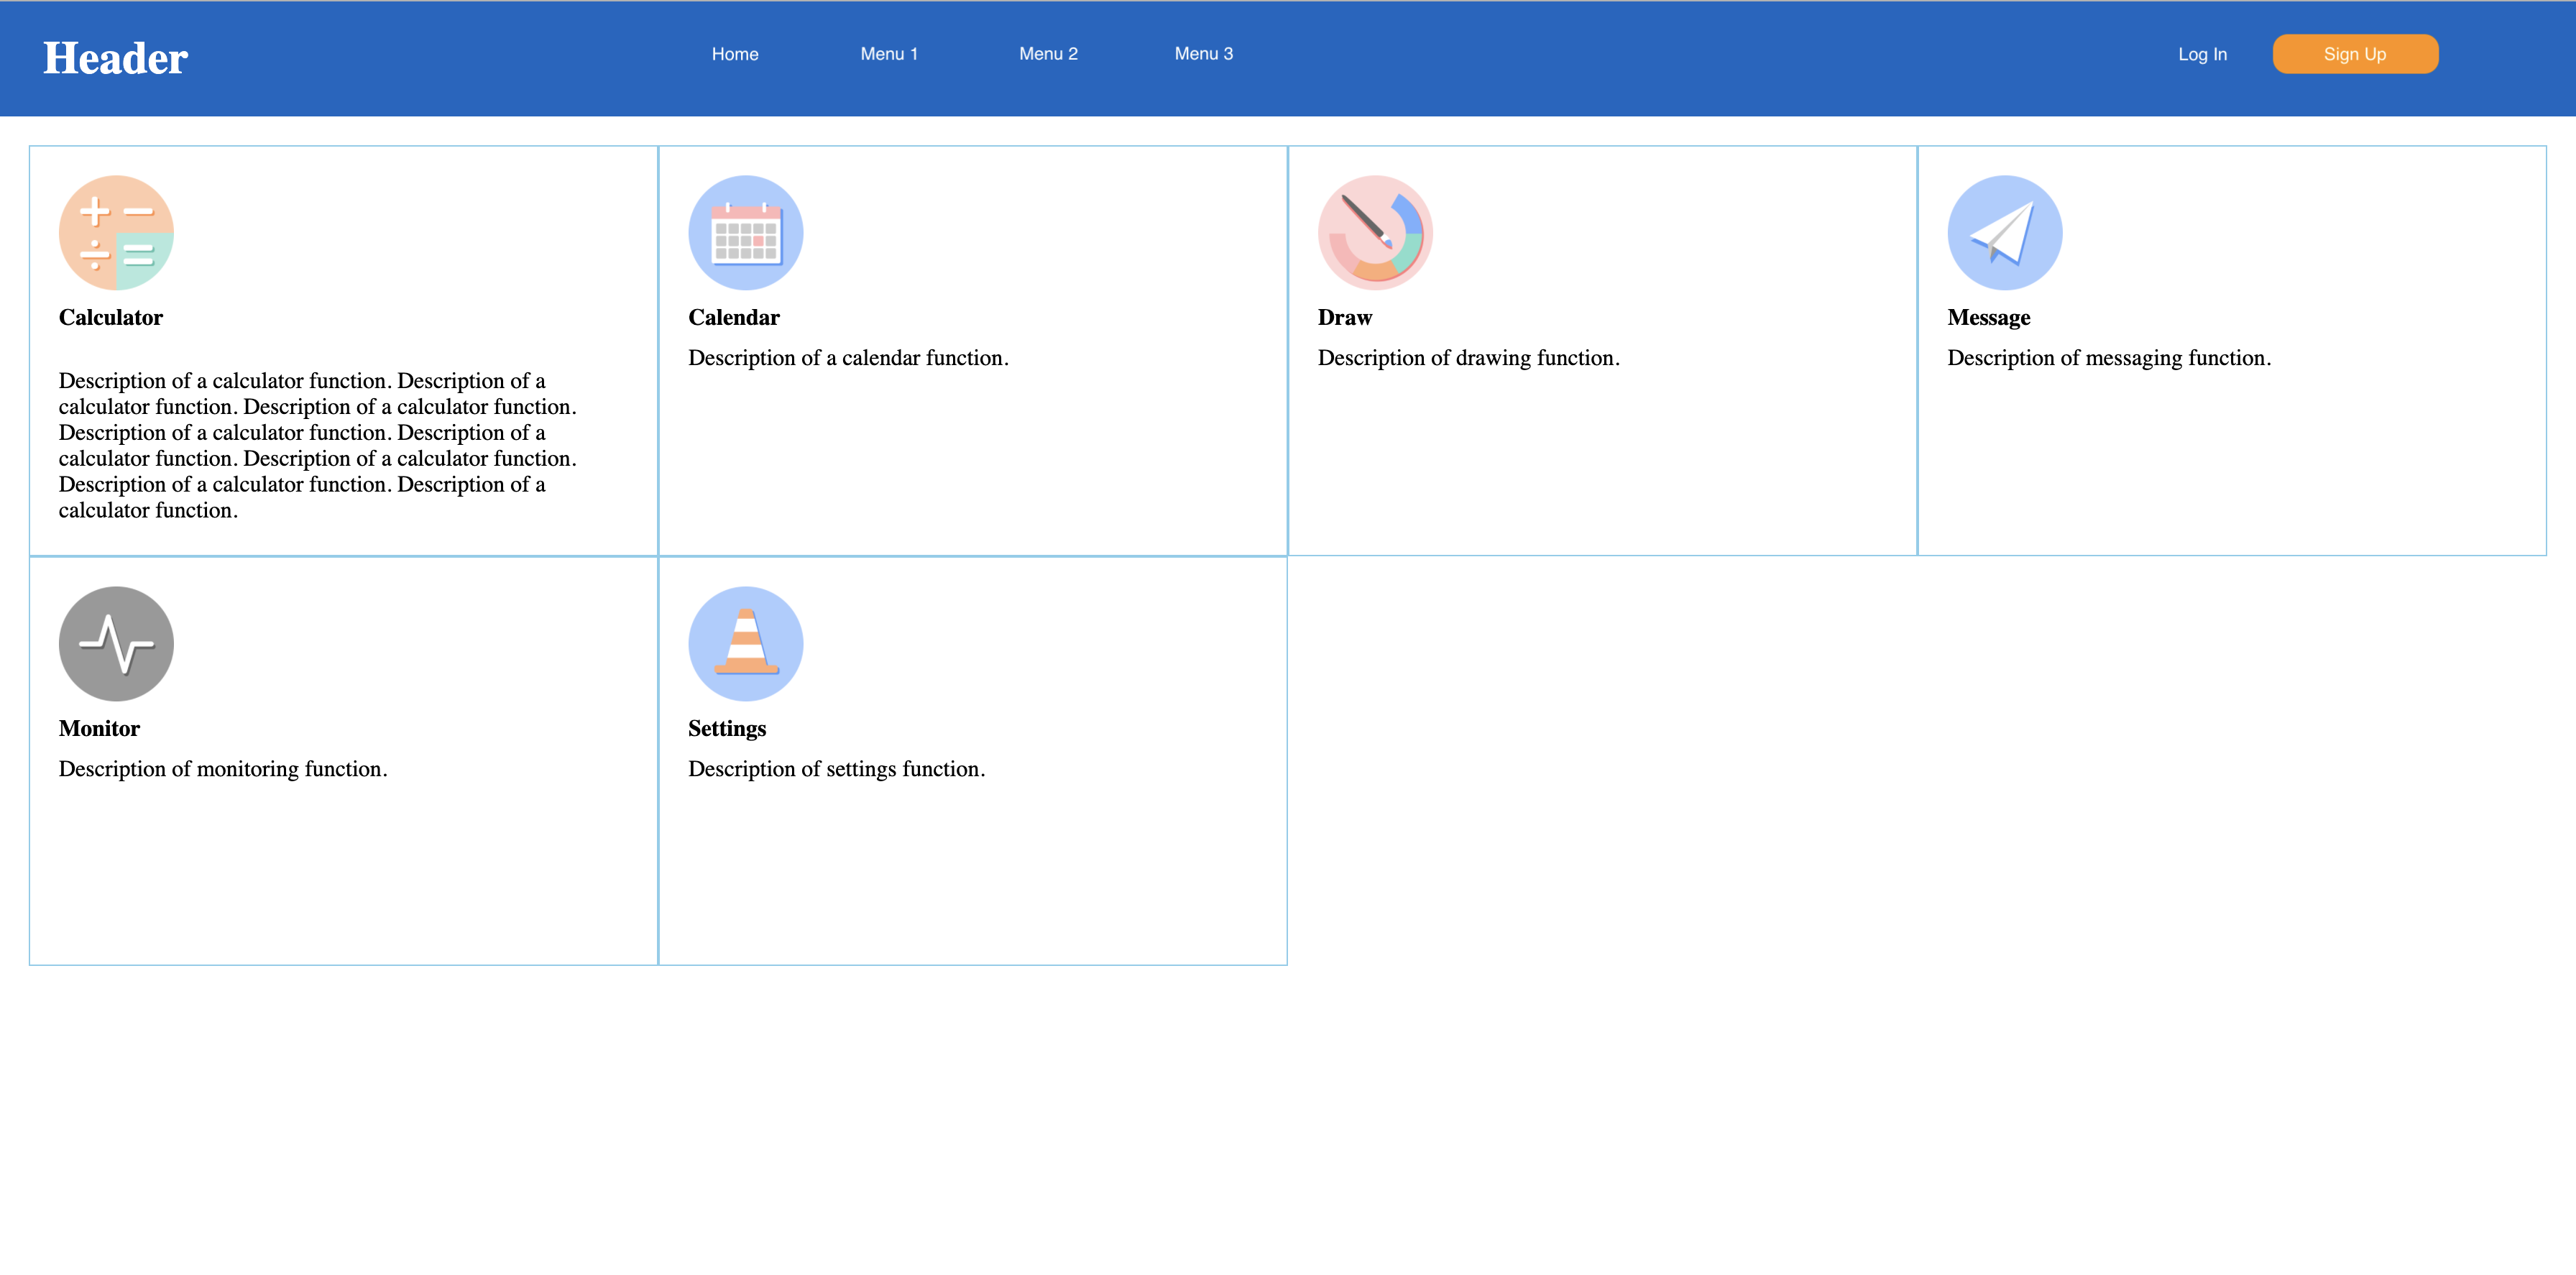 Header
Home
Menu 1
Menu 2
Menu 3
Log In
Sign Up
Calculator
Description of a calculator function. Description of a
calculator function. Description of a calculator function.
Description of a calculator function. Description of a
calculator function. Description of a calculator function.
Description of a calculator function. Description of a
calculator function.
Calendar
Description of a calendar function.
Draw
Description of drawing function.
Message
Description of messaging function.
Monitor
Description of monitoring function.
Settings
Description of settings function.